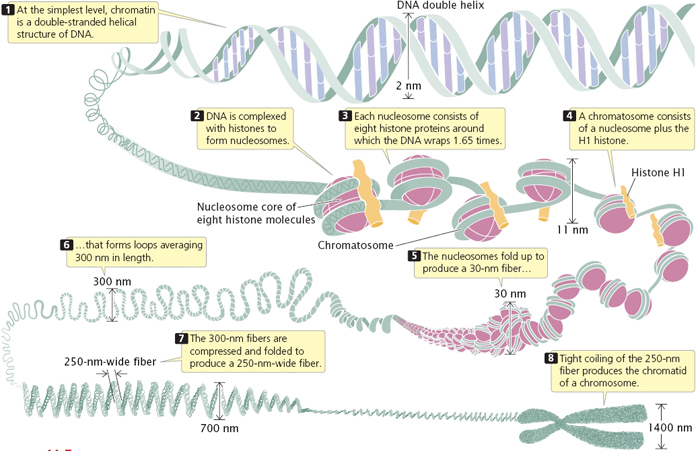 1 At the simplest level, chromatin
is a double-stranded helical
structure of DNA.
DNA double helix
2 nm
2 DNA is complexed
with histones to
form nucleosomes.
3 Each nucleosome consists of
eight histone proteins around
which the DNA wraps 1.65 times.
4 A chromatosome consists
of a nucleosome plus the
H1 histone.
Histone H1
Nucleosome core of
eight histone molecules
Chromatosome
11 nm
6 …that forms loops averaging
300 nm in length.
300 nm
5 The nucleosomes fold up to
produce a 30-nm fiber…
30 nm
7 The 300-nm fibers are
compressed and folded to
produce a 250-nm-wide fiber.
250-nm-wide fiber
700 nm
8 Tight coiling of the 250-nm
fiber produces the chromatid
of a chromosome.
1400 nm